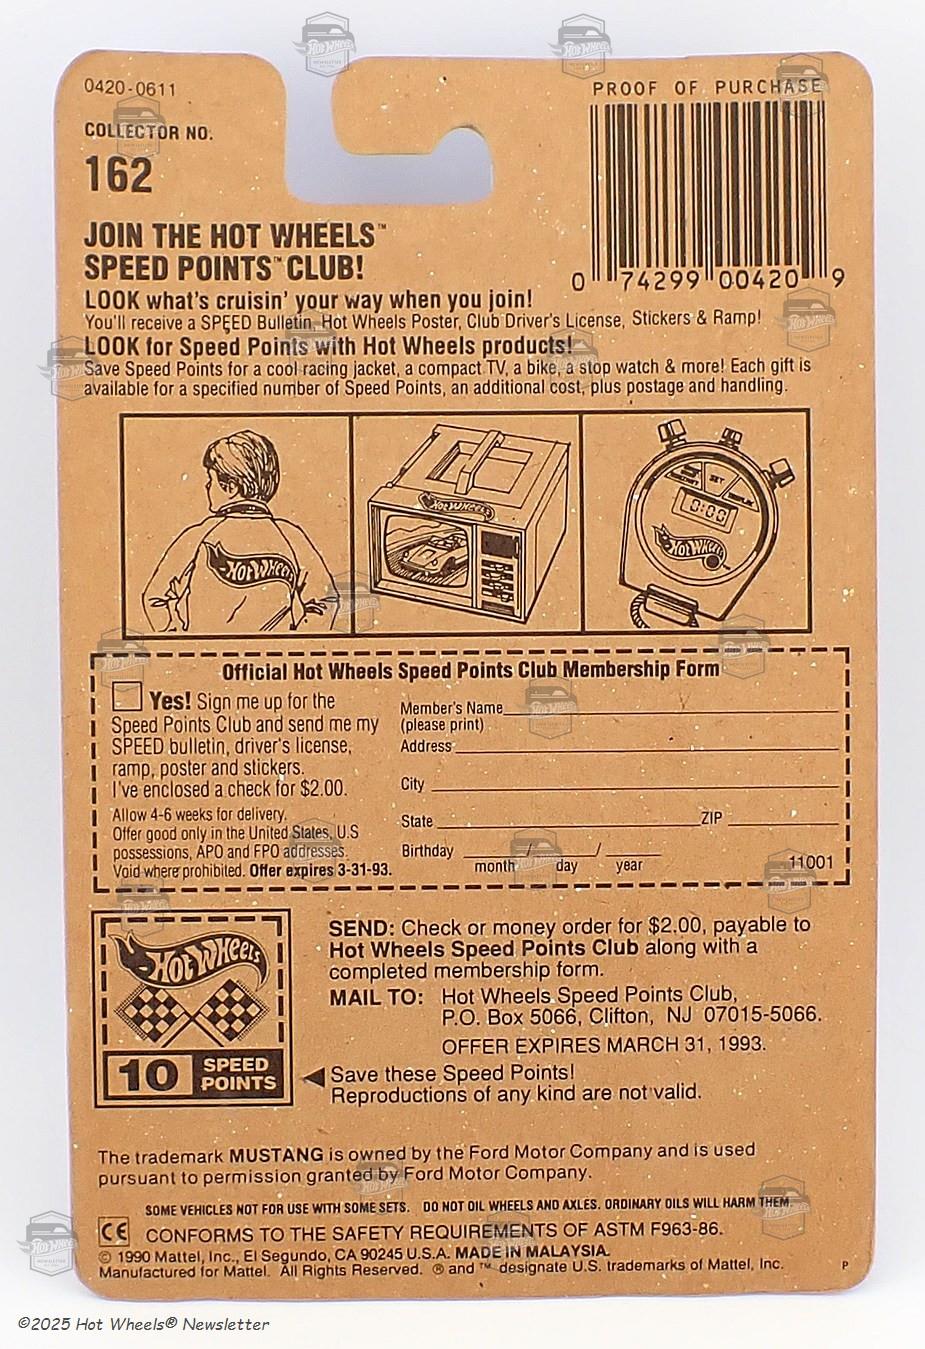 0420-0611
COLLECTOR NO.
162
PROOF OF PURCHASE
0 74299 00420 9
JOIN THE HOT WHEELS™
SPEED POINTS™ CLUB!
LOOK what's cruisin' your way when you join!
You'll receive a SPEED Bulletin, Hot Wheels Poster, Club Driver's License, Stickers & Ramp!
LOOK for Speed Points with Hot Wheels products!
Save Speed Points for a cool racing jacket, a compact TV, a bike, a stop watch & more! Each gift is
available for a specified number of Speed Points, an additional cost, plus postage and handling.
Hot Wheels
Hot Wheels
SET
0:00
Hot Wheels
Official Hot Wheels Speed Points Club Membership Form
Yes! Sign me up for the
Speed Points Club and send me my
SPEED bulletin, driver's license,
ramp, poster and stickers.
I've enclosed a check for $2.00.
Allow 4-6 weeks for delivery.
Offer good only in the United States, U.S
possessions, APO and FPO addresses.
Void where prohibited. Offer expires 3-31-93.
Member's Name
(please print)
Address
City
State ZIP
Birthday / /
month day year
11001
Hot Wheels
10 SPEED
POINTS
SEND: Check or money order for $2.00, payable to
Hot Wheels Speed Points Club along with a
completed membership form.
MAIL TO: Hot Wheels Speed Points Club,
P.O. Box 5066, Clifton, NJ 07015-5066.
OFFER EXPIRES MARCH 31, 1993.
Save these Speed Points!
Reproductions of any kind are not valid.
The trademark MUSTANG is owned by the Ford Motor Company and is used
pursuant to permission granted by Ford Motor Company.
SOME VEHICLES NOT FOR USE WITH SOME SETS. DO NOT OIL WHEELS AND AXLES. ORDINARY OILS WILL HARM THEM.
CE CONFORMS TO THE SAFETY REQUIREMENTS OF ASTM F963-86.
© 1990 Mattel, Inc., El Segundo, CA 90245 U.S.A. MADE IN MALAYSIA.
Manufactured for Mattel. All Rights Reserved. ® and ™ designate U.S. trademarks of Mattel, Inc.
P
©2025 Hot Wheels® Newsletter